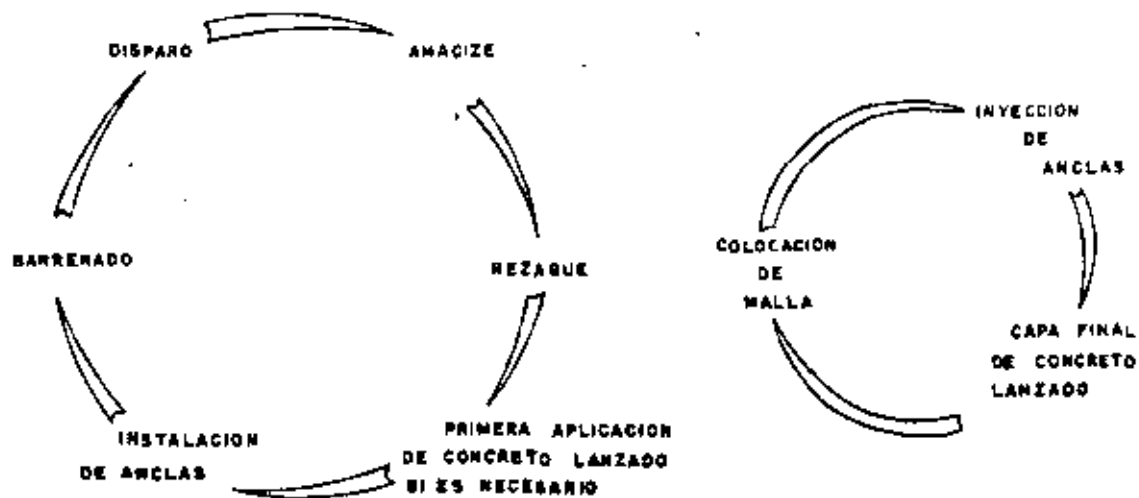 DISPARO
AMACIZE
REZAGUE
PRIMERA APLICACION
DE CONCRETO LANZADO
SI ES NECESARIO
INSTALACION
DE ANCLAS
BARRENADO
INYECCION
DE
ANCLAS
CAPA FINAL
DE CONCRETO
LANZADO
COLOCACION
DE
MALLA